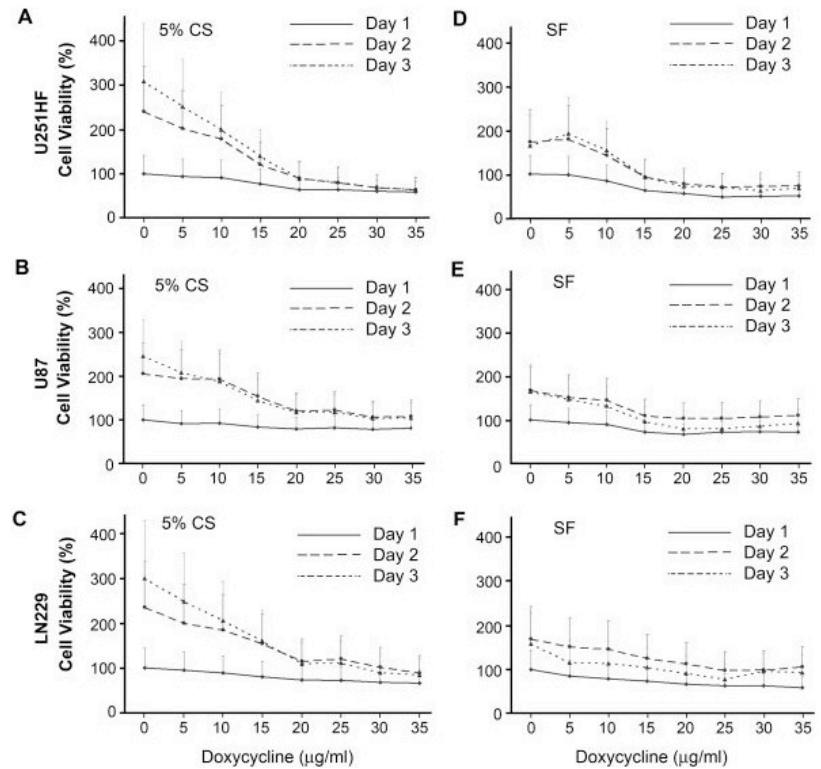 A
5% CS
Day 1
Day 2
Day 3
U251HF
Cell Viability (%)
400
300
200
100
0
0 5 10 15 20 25 30 35
D
SF
Day 1
Day 2
Day 3
400
300
200
100
0
0 5 10 15 20 25 30 35
B
5% CS
Day 1
Day 2
Day 3
U87
Cell Viability (%)
400
300
200
100
0
0 5 10 15 20 25 30 35
E
SF
Day 1
Day 2
Day 3
400
300
200
100
0
0 5 10 15 20 25 30 35
C
5% CS
Day 1
Day 2
Day 3
LN229
Cell Viability (%)
400
300
200
100
0
0 5 10 15 20 25 30 35
Doxycycline (µg/ml)
F
SF
Day 1
Day 2
Day 3
400
300
200
100
0
0 5 10 15 20 25 30 35
Doxycycline (µg/ml)